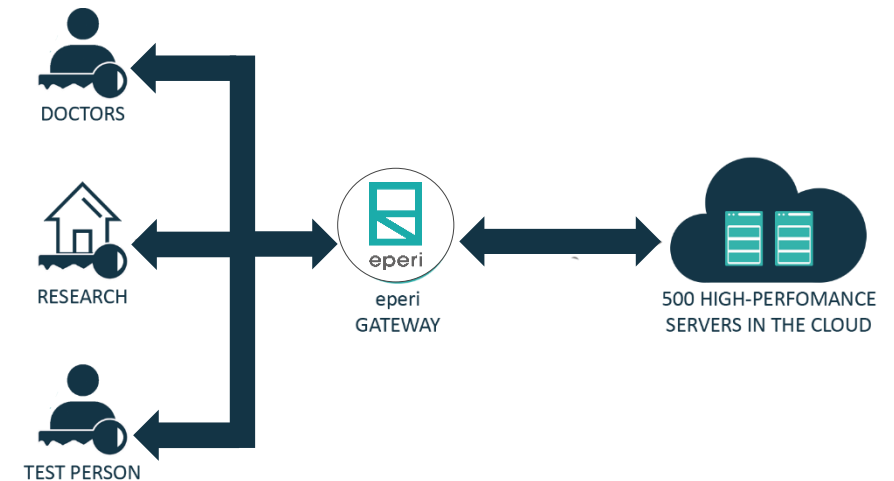 DOCTORS
RESEARCH
TEST PERSON
eperi
eperi
GATEWAY
500 HIGH-PERFOMANCE
SERVERS IN THE CLOUD